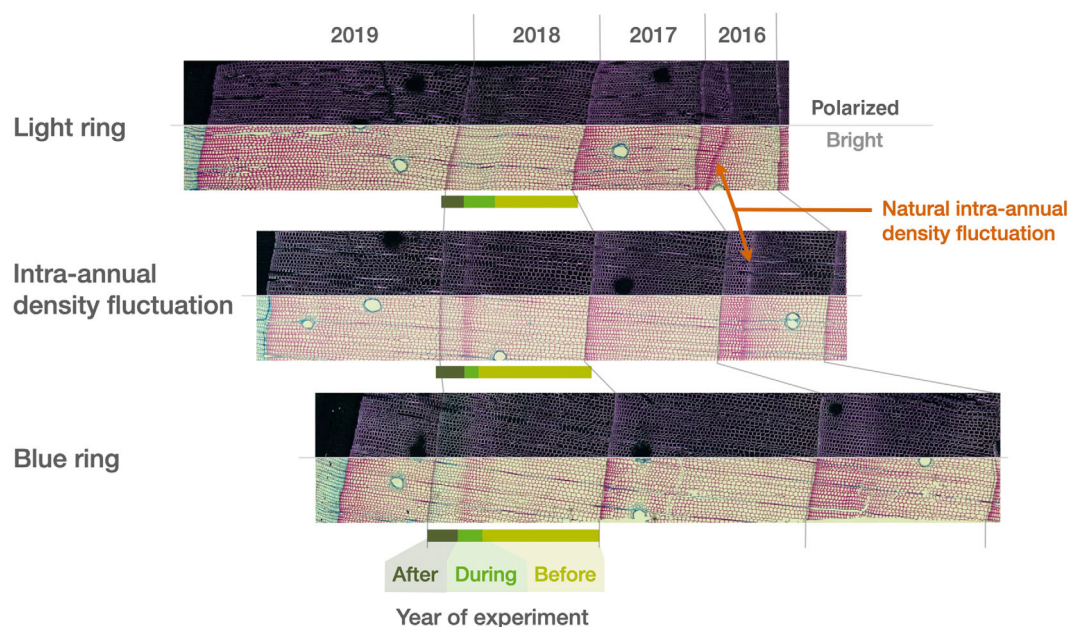 2019 2018 2017 2016
Light ring
Polarized
Bright
Natural intra-annual
density fluctuation
Intra-annual
density fluctuation
Blue ring
After During Before
Year of experiment